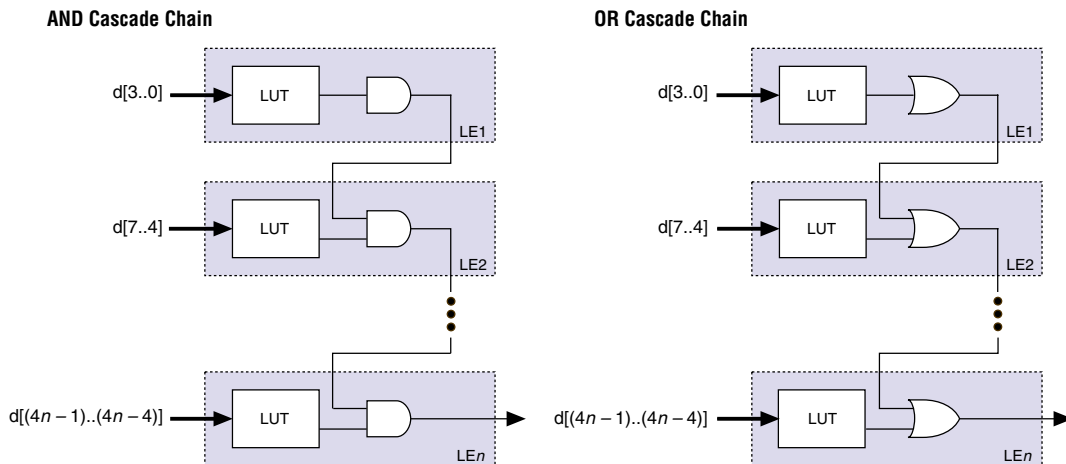 AND Cascade Chain
d[3..0]
LUT
LE1
d[7..4]
LUT
LE2
d[(4n – 1)..(4n – 4)]
LUT
LEn
OR Cascade Chain
d[3..0]
LUT
LE1
d[7..4]
LUT
LE2
d[(4n – 1)..(4n – 4)]
LUT
LEn